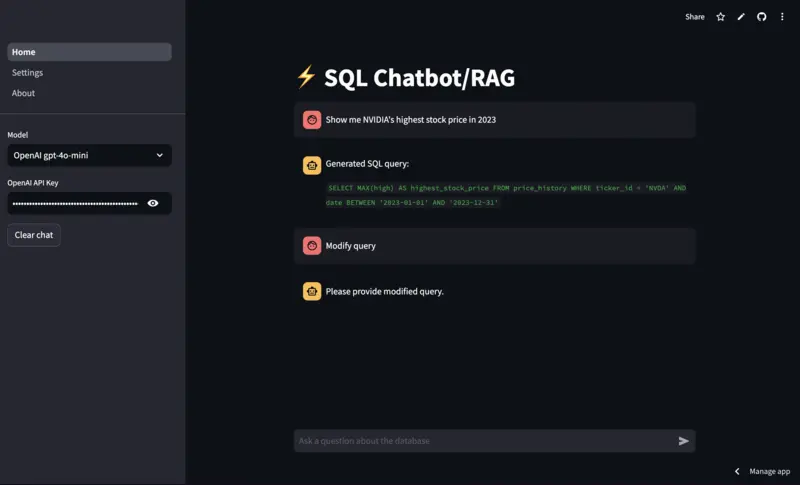 Share
Home
Settings
About
Model
OpenAI gpt-4o-mini
OpenAI API Key
Clear chat
SQL Chatbot/RAG
Show me NVIDIA's highest stock price in 2023
Generated SQL query:
SELECT MAX(high) AS highest_stock_price FROM price_history WHERE ticker_id = 'NVDA' AND
date BETWEEN '2023-01-01' AND '2023-12-31'
Modify query
Please provide modified query.
Ask a question about the database
Manage app